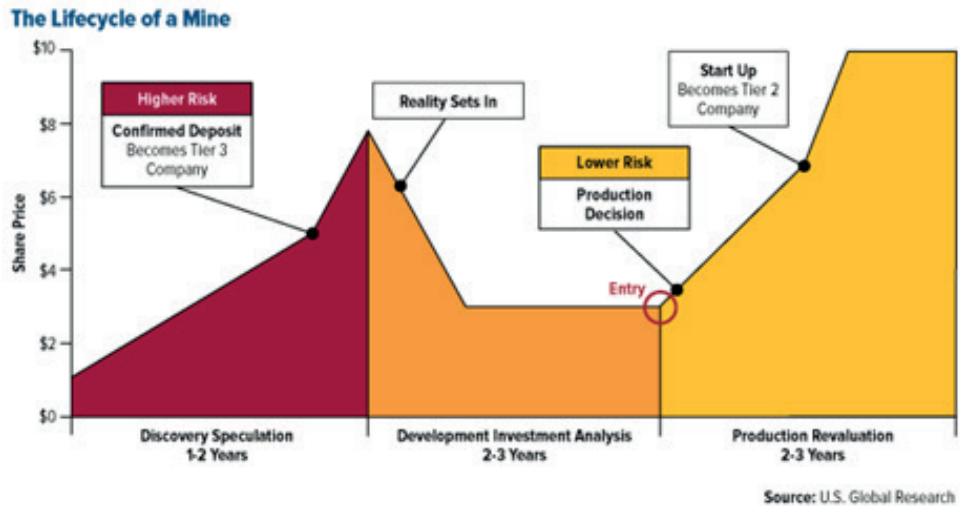 The Lifecycle of a Mine
$10
$8
$6
$4
$2
$0
Share Price
Higher Risk
Confirmed Deposit
Becomes Tier 3
Company
Reality Sets In
Lower Risk
Production
Decision
Entry
Start Up
Becomes Tier 2
Company
Discovery Speculation
1-2 Years
Development Investment Analysis
2-3 Years
Production Revaluation
2-3 Years
Source: U.S. Global Research